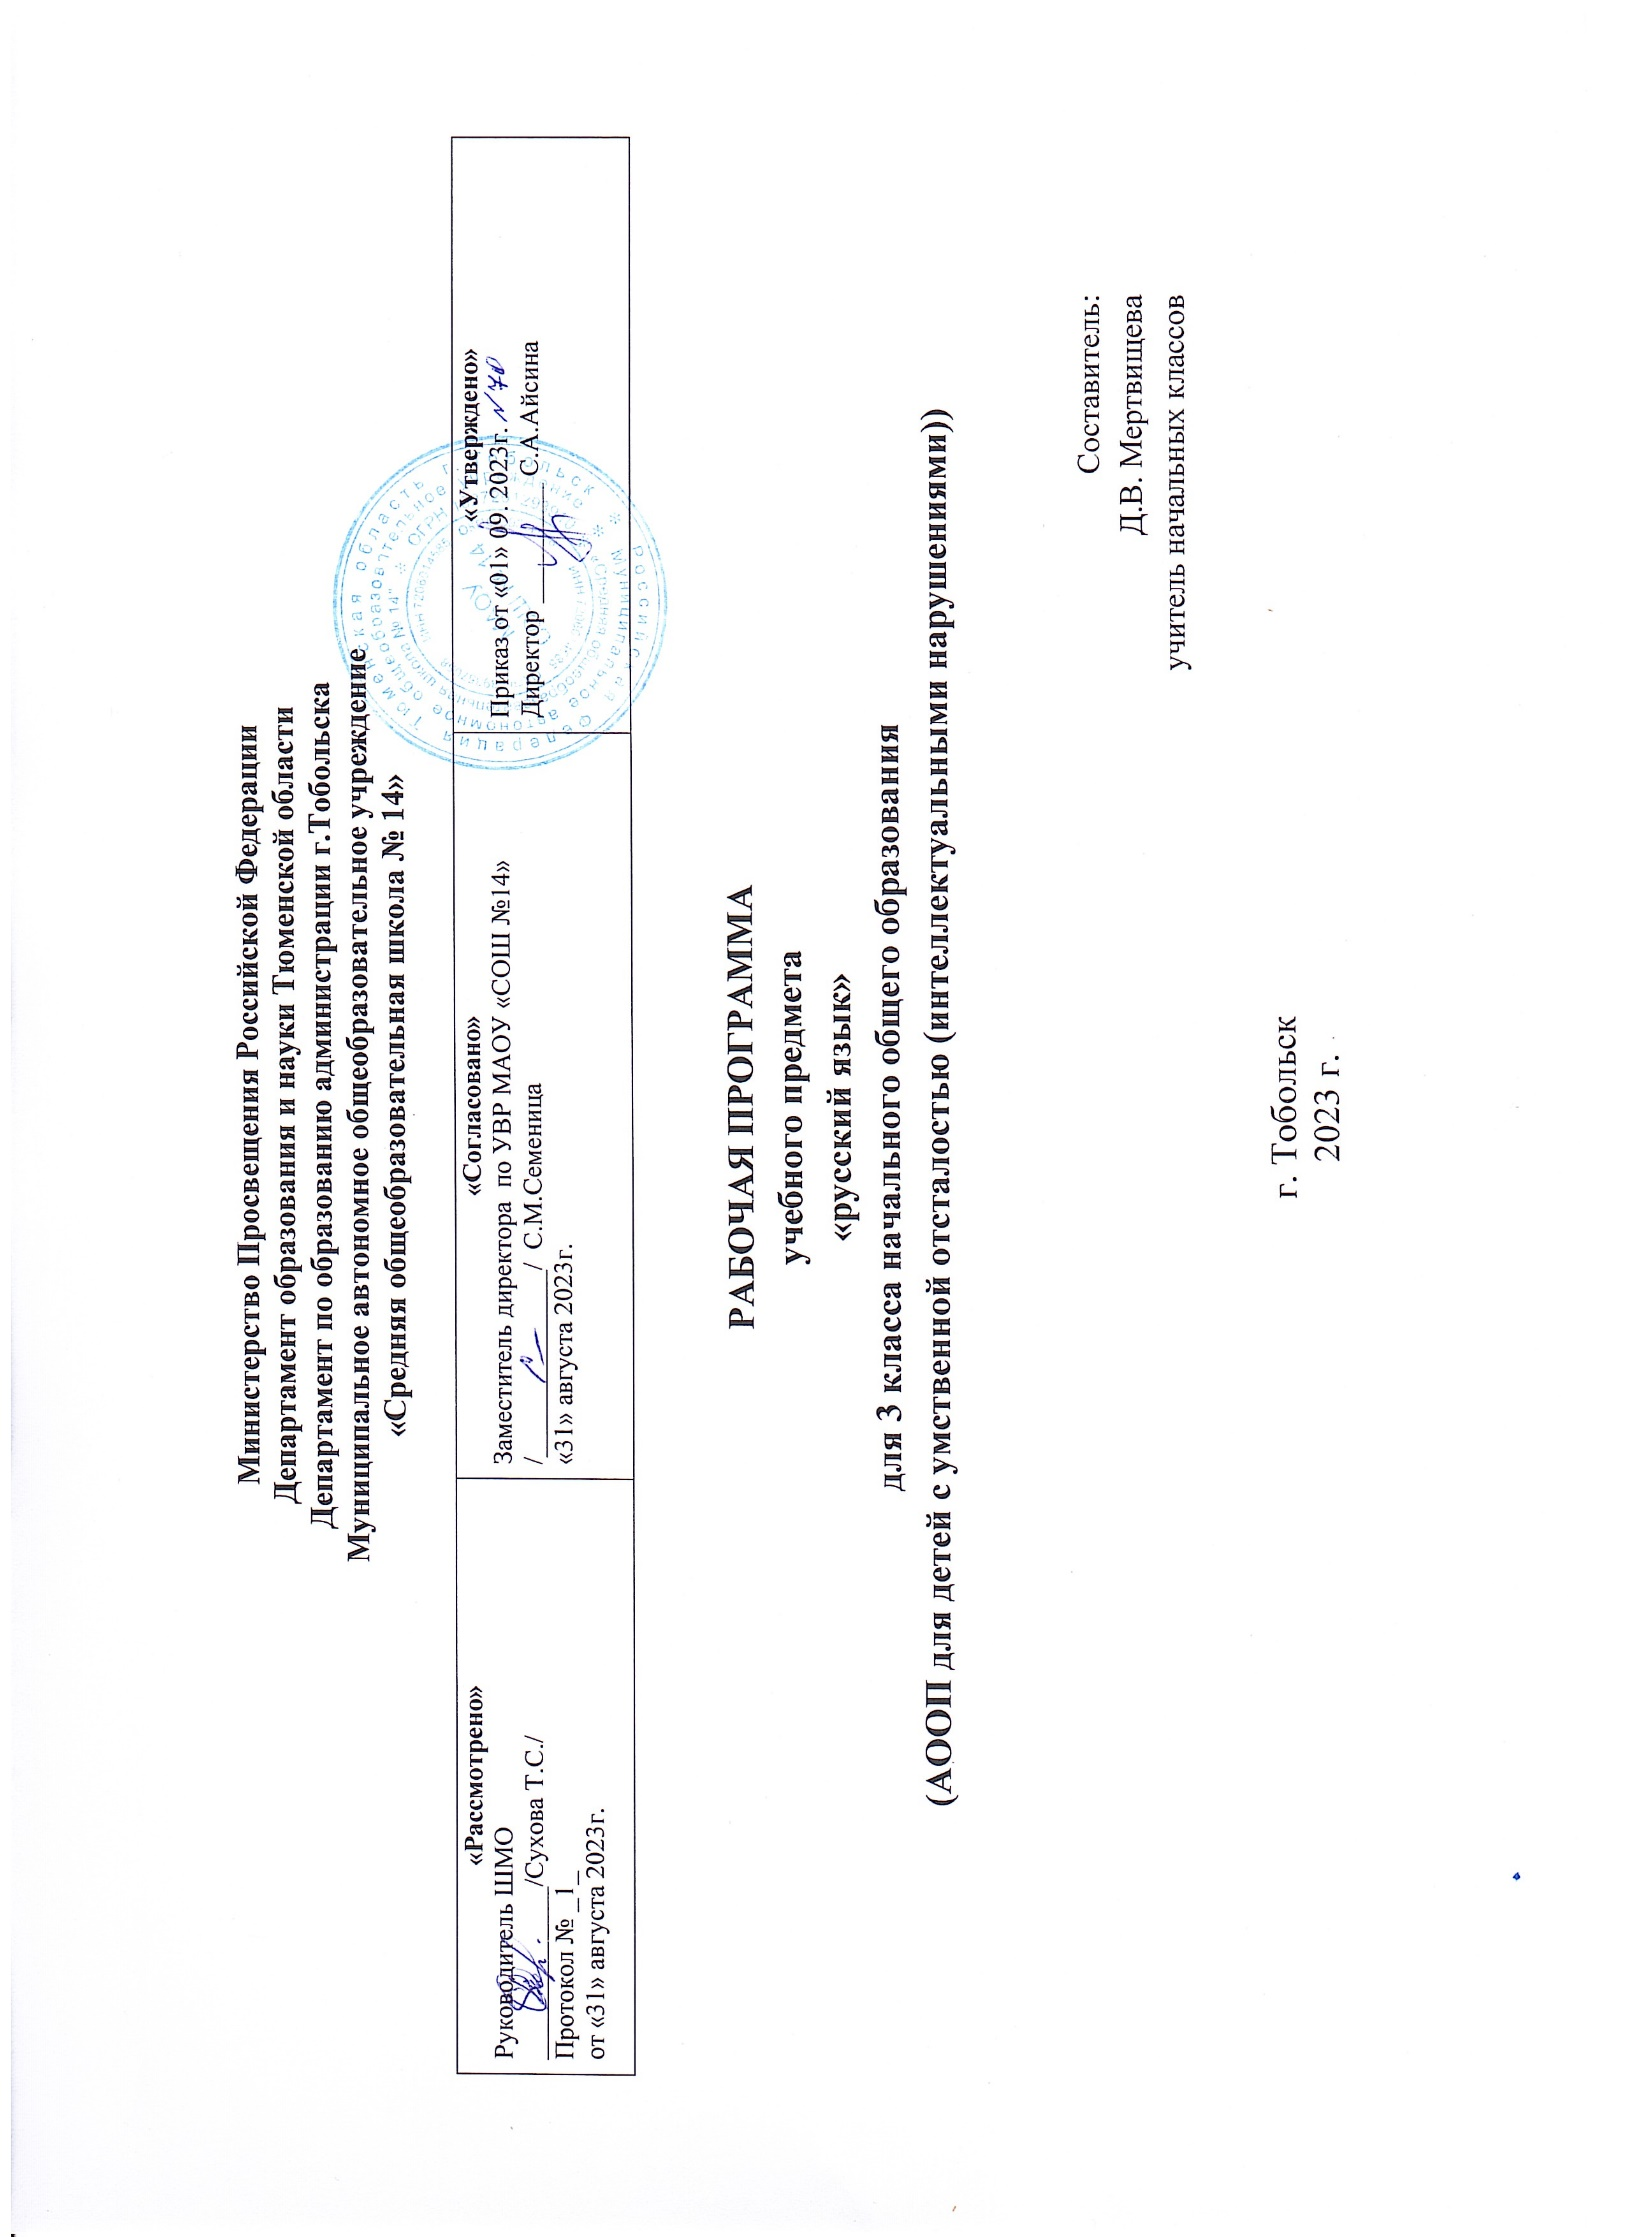 Министерство Просвещения Российской Федерации
Департамент образования и науки Тюменской области
Департамент по образованию администрации г.Тобольска
Муниципальное автономное общеобразовательное учреждение
«Средняя общеобразовательная школа № 14»
«Рассмотрено»
Руководитель ШМО
/Сухова Т.С./
Протокол № _1_
от «31» августа 2023г.
«Согласовано»
Заместитель директора по УВР МАОУ «СОШ №14»
/ / С.М.Семеница
«31» августа 2023г.
«Утверждено»
Приказ от «01» 09. 2023г. №70
Директор С.А.Айсина
РАБОЧАЯ ПРОГРАММА
учебного предмета
«русский язык»
для 3 класса начального общего образования
(АООП для детей с умственной отсталостью (интеллектуальными нарушениями))
Составитель:
Д.В. Мертвищева
учитель начальных классов
г. Тобольск
2023 г.